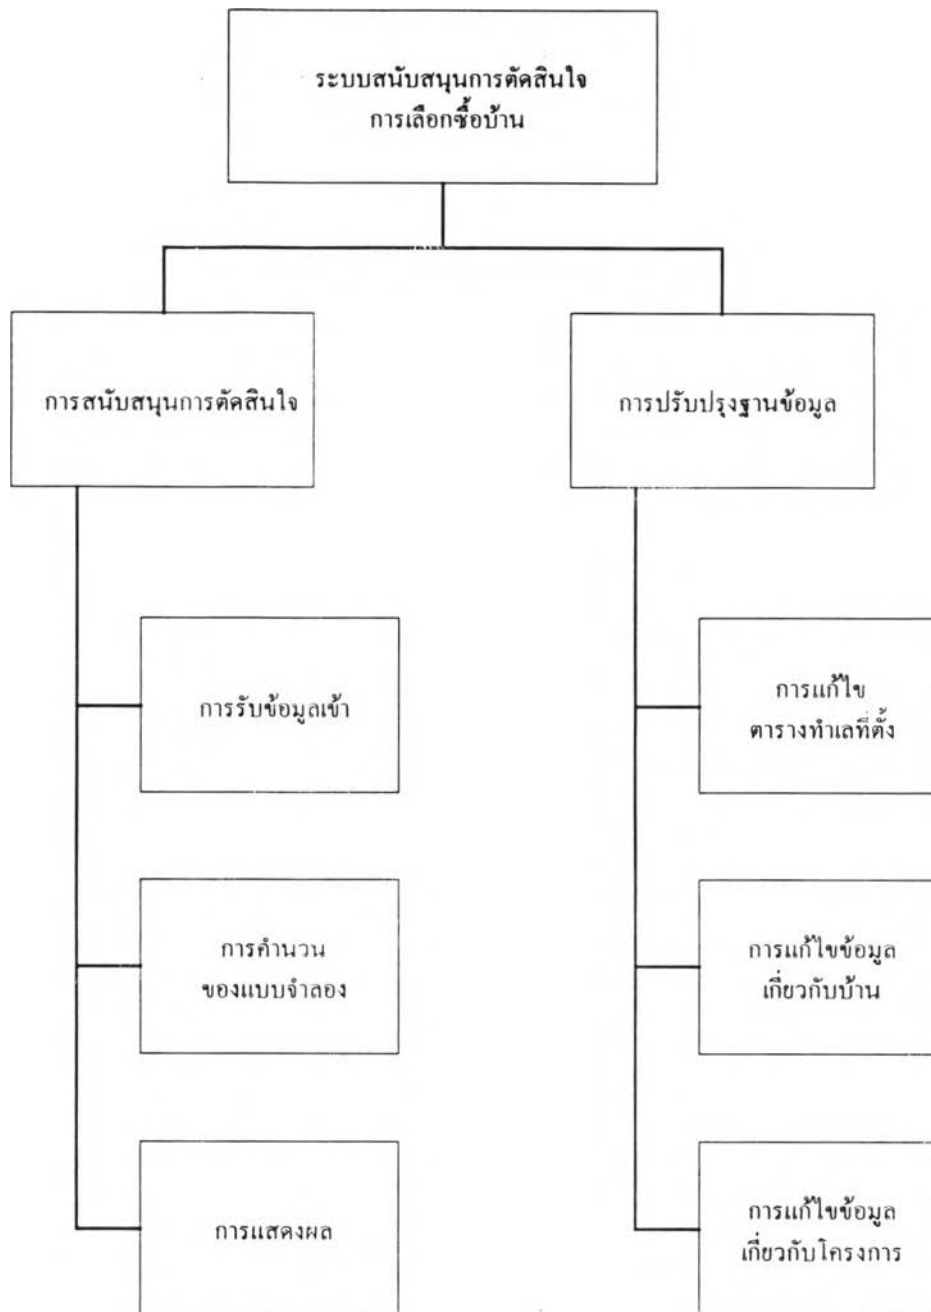 ระบบสนับสนุนการตัดสินใจ
การเลือกซื้อบ้าน
การสนับสนุนการตัดสินใจ
การปรับปรุงฐานข้อมูล
การรับข้อมูลเข้า
การแก้ไข
ตารางทำเลที่ตั้ง
การคำนวน
ของแบบจำลอง
การแก้ไขข้อมูล
เกี่ยวกับบ้าน
การแสดงผล
การแก้ไขข้อมูล
เกี่ยวกับโครงการ